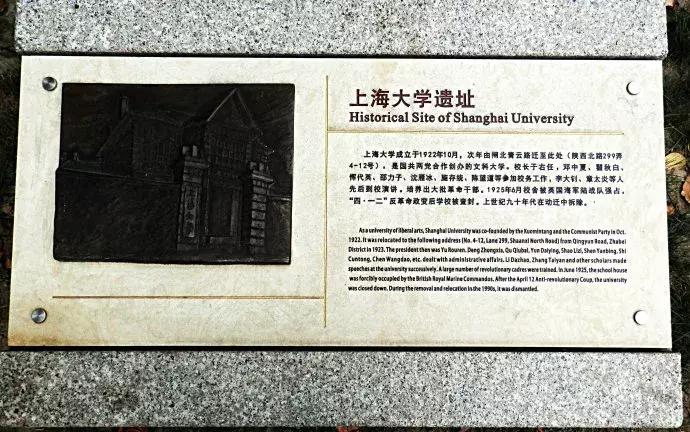 上海大学遗址
Historical Site of Shanghai University
上海大学成立于1922年10月，次年由闸北青云路迁至此处（陕西北路299弄
4-12号），是国共两党合作创办的文科大学。校长于右任，邓中夏、瞿秋白、
恽代英、邵力子、沈雁冰、施存统、陈望道等参加校务工作，李大钊、章太炎等人
先后到校演讲。培养出大批革命干部。1925年6月校舍被英国海军陆战队强占。
“四·一二”反革命政变后学校被查封。上世纪九十年代在动迁中拆除。
As a university of liberal arts, Shanghai University was co-founded by the Kuomintang and the Communist Party in Oct.
1922. It was relocated to the following address (No. 4-12, Lane 299, Shaanxi North Road) from Qingyun Road, Zhabei
District in 1923. The president then was Yu Youren. Deng Zhongxia, Qu Qiubai, Yun Daiying, Shao Lizi, Shen Yanbing, Shi
Cuntong, Chen Wangdao, etc. dealt with administrative affairs. Li Dazhao, Zhang Taiyan and other scholars made
speeches at the university successively. A large number of revolutionary cadres were trained. In June 1925, the school house
was forcibly occupied by the British Royal Marine Commandos. After the April 12 Anti-revolutionary Coup, the university
was closed down. During the removal and relocation in the 1990s, it was dismantled.